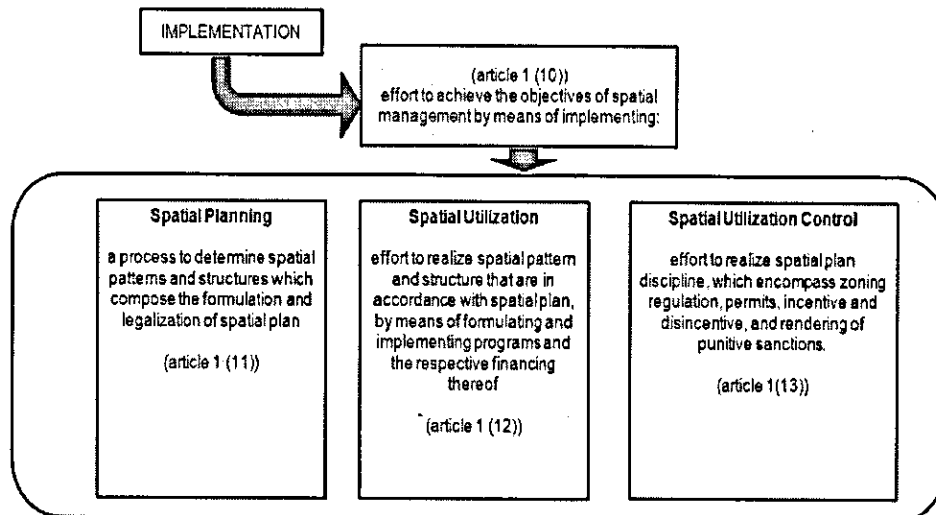 IMPLEMENTATION
(article 1 (10))
effort to achieve the objectives of spatial
management by means of implementing:
Spatial Planning
a process to determine spatial
patterns and structures which
compose the formulation and
legalization of spatial plan
(article 1 (11))
Spatial Utilization
effort to realize spatial pattern
and structure that are in
accordance with spatial plan,
by means of formulating and
implementing programs and
the respective financing
thereof
(article 1 (12))
Spatial Utilization Control
effort to realize spatial plan
discipline, which encompass zoning
regulation, permits, incentive and
disincentive, and rendering of
punitive sanctions.
(article 1(13))